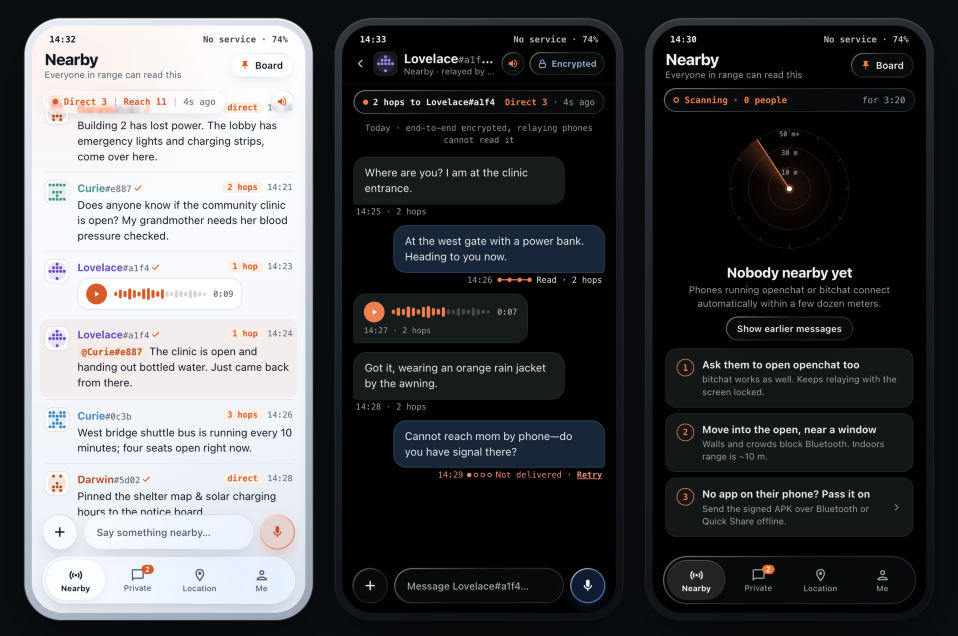 14:32
No service · 74%
Nearby
Everyone in range can read this
Board
Direct 3 | Reach 11 | 4s ago
direct
Building 2 has lost power. The lobby has
emergency lights and charging strips,
come over here.
Curie#e887
2 hops 14:21
Does anyone know if the community clinic
is open? My grandmother needs her blood
pressure checked.
Lovelace#a1f4
1 hop 14:23
0:09
Lovelace#a1f4
1 hop 14:24
@Curie#e887 The clinic is open and
handing out bottled water. Just came back
from there.
Curie#0c3b
3 hops 14:26
West bridge shuttle bus is running every 10
minutes; four seats open right now.
Darwin#5d02
direct 14:28
Pinned the shelter map & solar charging
hours to the notice board
Say something nearby...
Nearby
2
Private
Location
Me
14:33
No service · 74%
Lovelace#a1f...
Nearby · relayed by ...
Encrypted
2 hops to Lovelace#a1f4 Direct 3 · 4s ago
Today · end-to-end encrypted, relaying phones
cannot read it
Where are you? I am at the clinic
entrance.
14:25 · 2 hops
At the west gate with a power bank.
Heading to you now.
14:26 Read · 2 hops
0:07
14:27 · 2 hops
Got it, wearing an orange rain jacket
by the awning.
14:28 · 2 hops
Cannot reach mom by phone—do
you have signal there?
14:29 Not delivered · Retry
Message Lovelace#a1f4...
14:30
No service · 74%
Nearby
Everyone in range can read this
Board
Scanning · 0 people
for 3:20
50 m+
30 m
10 m
Nobody nearby yet
Phones running openchat or bitchat connect
automatically within a few dozen meters.
Show earlier messages
1
Ask them to open openchat too
bitchat works as well. Keeps relaying with the
screen locked.
2
Move into the open, near a window
Walls and crowds block Bluetooth. Indoors
range is ~10 m.
3
No app on their phone? Pass it on
Send the signed APK over Bluetooth or
Quick Share offline.
Nearby
2
Private
Location
Me